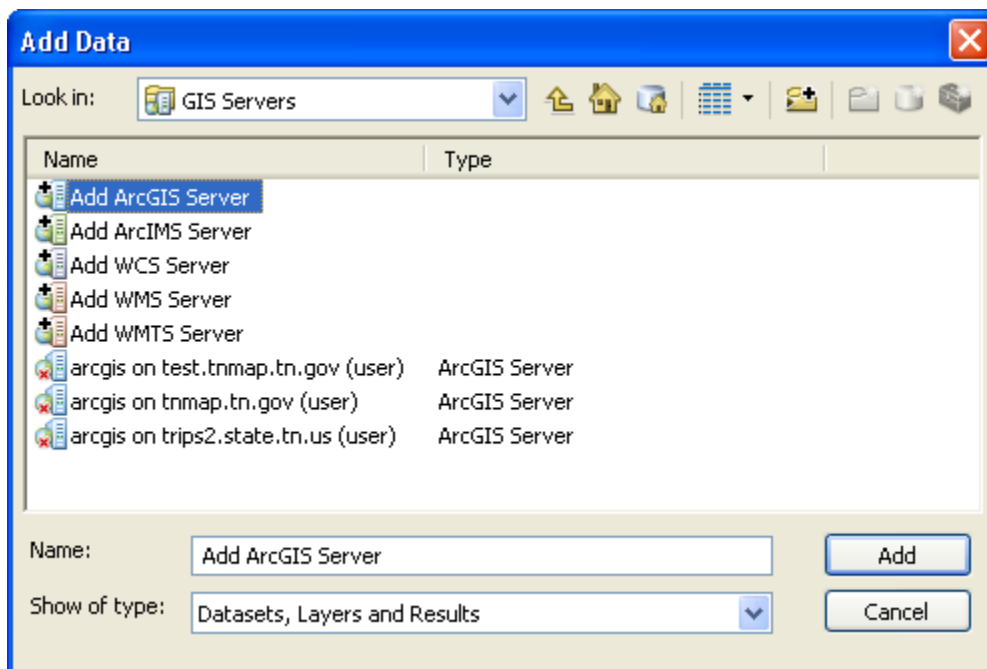 Add Data
Look in: GIS Servers
Name Type
Add ArcGIS Server
Add ArcIMS Server
Add WCS Server
Add WMS Server
Add WMTS Server
arcgis on test.tnmap.tn.gov (user) ArcGIS Server
arcgis on tnmap.tn.gov (user) ArcGIS Server
arcgis on trips2.state.tn.us (user) ArcGIS Server
Name: Add ArcGIS Server Add
Show of type: Datasets, Layers and Results Cancel